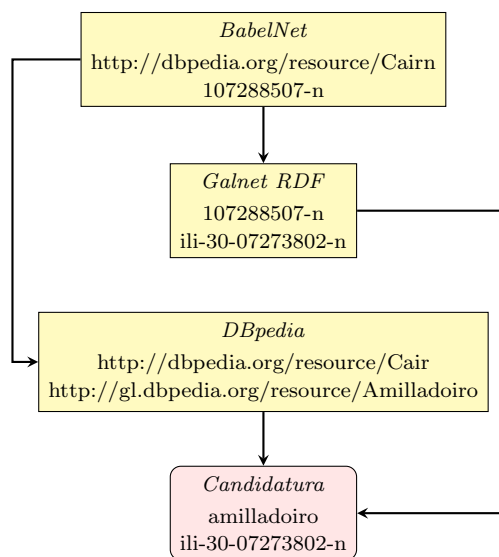 BabelNet
http://dbpedia.org/resource/Cairn
107288507-n
Galnet RDF
107288507-n
ili-30-07273802-n
DBpedia
http://dbpedia.org/resource/Cair
http://gl.dbpedia.org/resource/Amilladoiro
Candidatura
amilladoiro
ili-30-07273802-n